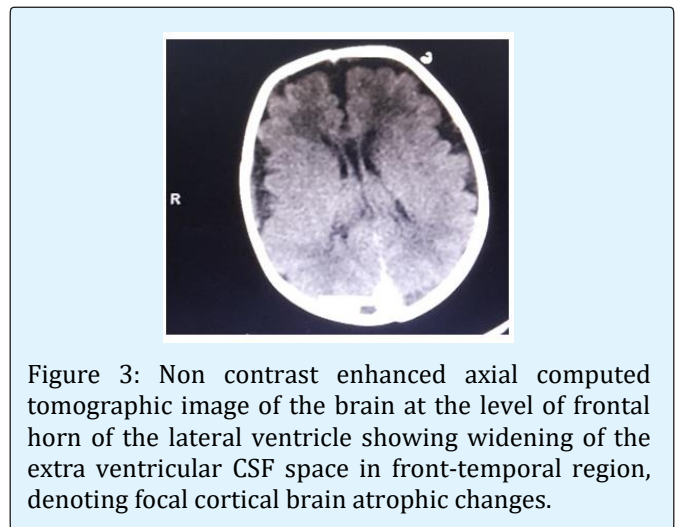 R
Figure 3: Non contrast enhanced axial computed
tomographic image of the brain at the level of frontal
horn of the lateral ventricle showing widening of the
extra ventricular CSF space in front-temporal region,
denoting focal cortical brain atrophic changes.